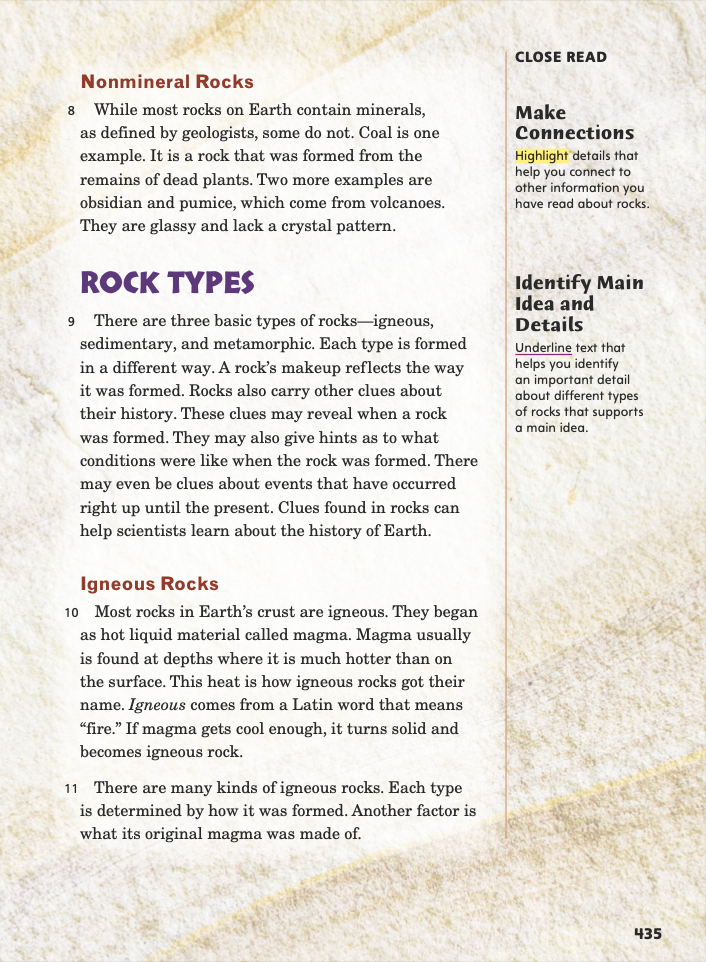 Nonmineral Rocks
8 While most rocks on Earth contain minerals,
as defined by geologists, some do not. Coal is one
example. It is a rock that was formed from the
remains of dead plants. Two more examples are
obsidian and pumice, which come from volcanoes.
They are glassy and lack a crystal pattern.
ROCK TYPES
9 There are three basic types of rocks—igneous,
sedimentary, and metamorphic. Each type is formed
in a different way. A rock’s makeup reflects the way
it was formed. Rocks also carry other clues about
their history. These clues may reveal when a rock
was formed. They may also give hints as to what
conditions were like when the rock was formed. There
may even be clues about events that have occurred
right up until the present. Clues found in rocks can
help scientists learn about the history of Earth.
Igneous Rocks
10 Most rocks in Earth’s crust are igneous. They began
as hot liquid material called magma. Magma usually
is found at depths where it is much hotter than on
the surface. This heat is how igneous rocks got their
name. Igneous comes from a Latin word that means
“fire.” If magma gets cool enough, it turns solid and
becomes igneous rock.
11 There are many kinds of igneous rocks. Each type
is determined by how it was formed. Another factor is
what its original magma was made of.
CLOSE READ
Make
Connections
Highlight details that
help you connect to
other information you
have read about rocks.
Identify Main
Idea and
Details
Underline text that
helps you identify
an important detail
about different types
of rocks that supports
a main idea.
435